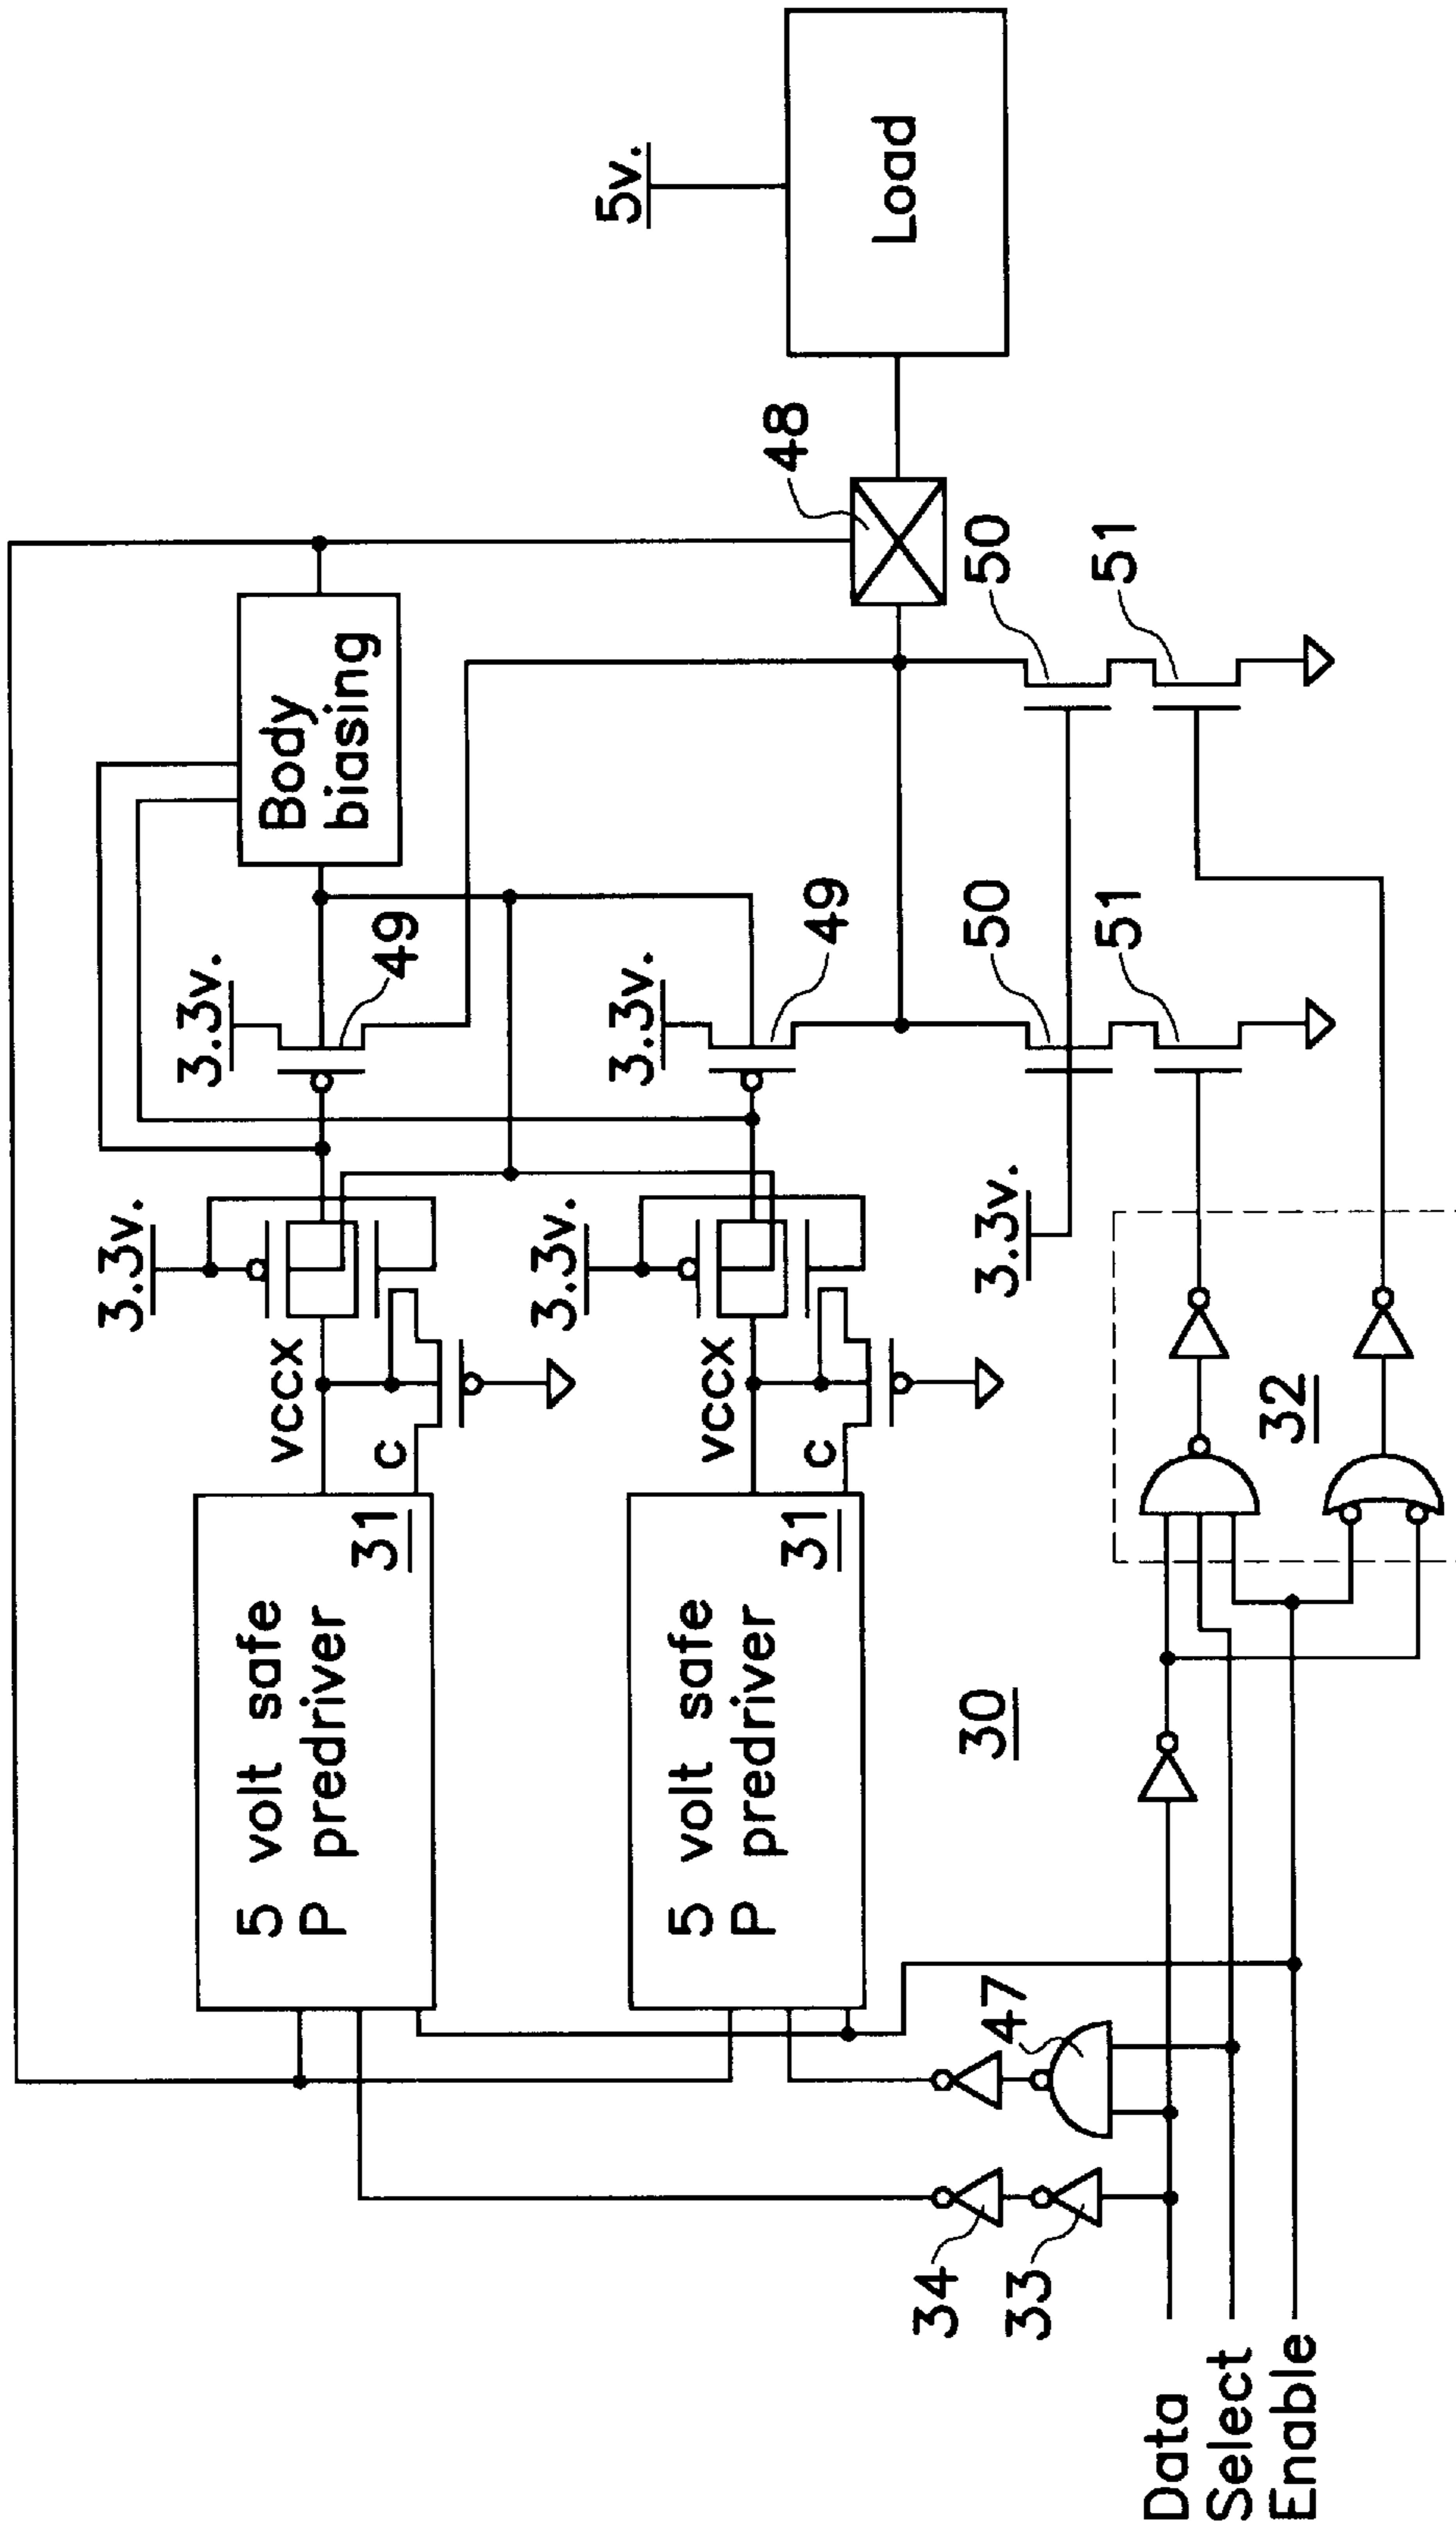 5 volt safe
P predriver
31
vccx
c
3.3v.
3.3v.
49
Body
biasing
5 volt safe
P predriver
31
vccx
c
3.3v.
3.3v.
49
48
5v.
Load
34
33
47
30
3.3v.
50
51
50
51
32
Data
Select
Enable